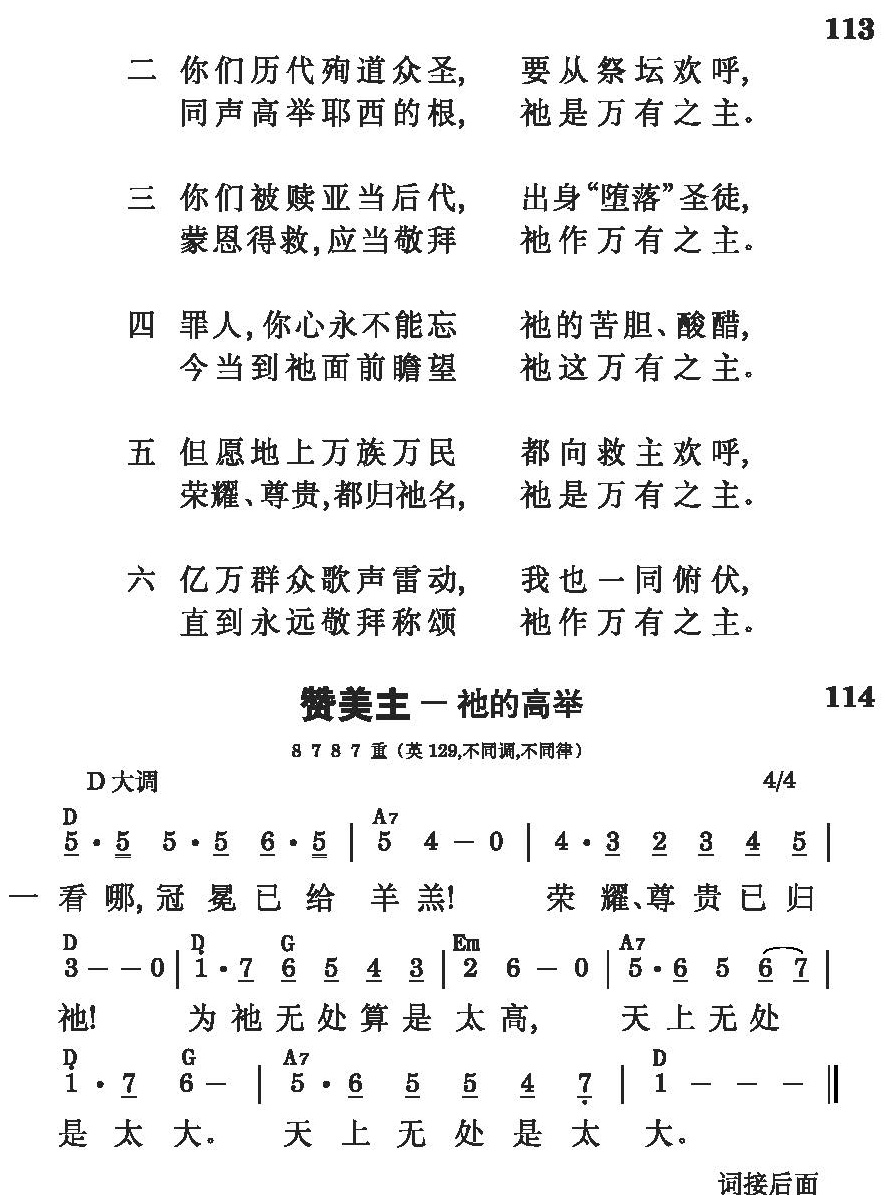 113
二 你们历代殉道众圣, 要从祭坛欢呼,
同声高举耶西的根, 祂是万有之主。
三 你们被赎亚当后代, 出身“堕落”圣徒,
蒙恩得救,应当敬拜 祂作万有之主。
四 罪人,你心永不能忘 祂的苦胆、酸醋,
今当到祂面前瞻望 祂这万有之主。
五 但愿地上万族万民 都向救主欢呼,
荣耀、尊贵,都归祂名, 祂是万有之主。
六 亿万群众歌声雷动, 我也一同俯伏,
直到永远敬拜称颂 祂作万有之主。
赞美主 — 祂的高举 114
8 7 8 7 重（英129,不同调,不同律）
D大调 4/4
D A7
5 · 5 5 · 5 6 · 5 | 5 4 — 0 | 4 · 3 2 3 4 5 |
一 看哪,冠冕已给羊羔! 荣耀、尊贵已归
D D G Em A7
3 — — 0 | 1 · 7 6 5 4 3 | 2 6 — 0 | 5 · 6 5 6 7 |
祂! 为祂无处算是太高, 天上无处
D G A7 D
1 · 7 6 — | 5 · 6 5 5 4 7 | 1 — — — ‖
是太大。 天上无处是太大。
词接后面